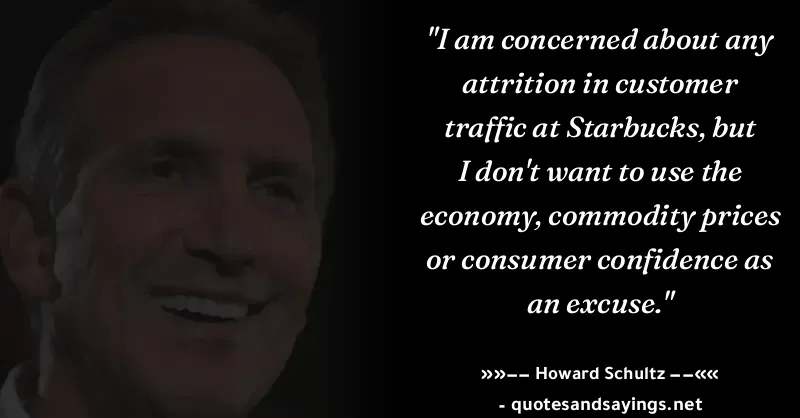 "I am concerned about any
attrition in customer
traffic at Starbucks, but
I don't want to use the
economy, commodity prices
or consumer confidence as
an excuse."
»»−− Howard Schultz −−««
- quotesandsayings.net